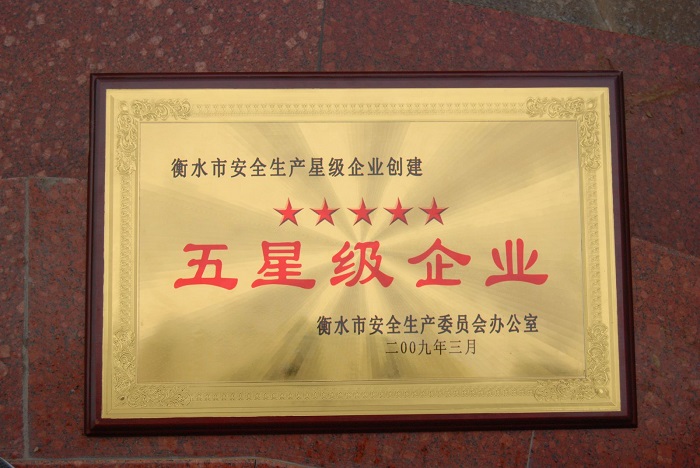 衡水市安全生产星级企业创建
★★★★★
五星级企业
衡水市安全生产委员会办公室
二00九年三月